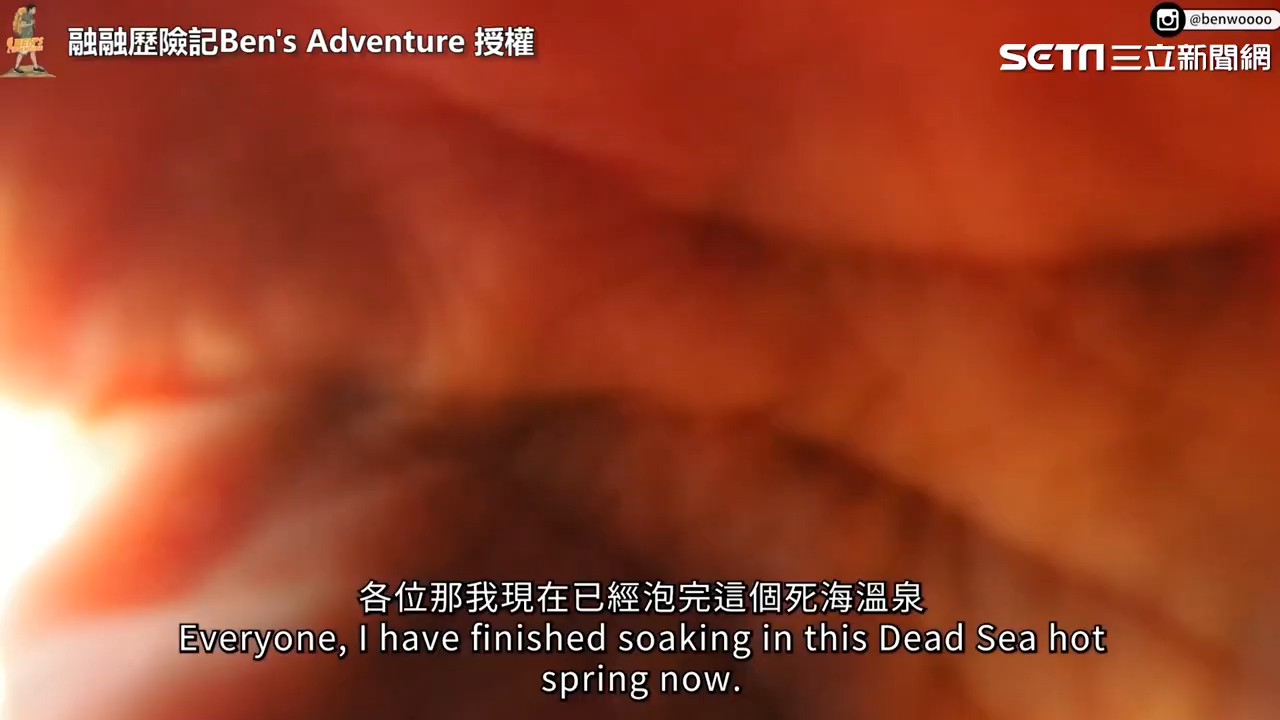 融融歷險記Ben's Adventure 授權
@benwoooo
SETN三立新聞網
各位那我現在已經泡完這個死海溫泉
Everyone, I have finished soaking in this Dead Sea hot
spring now.